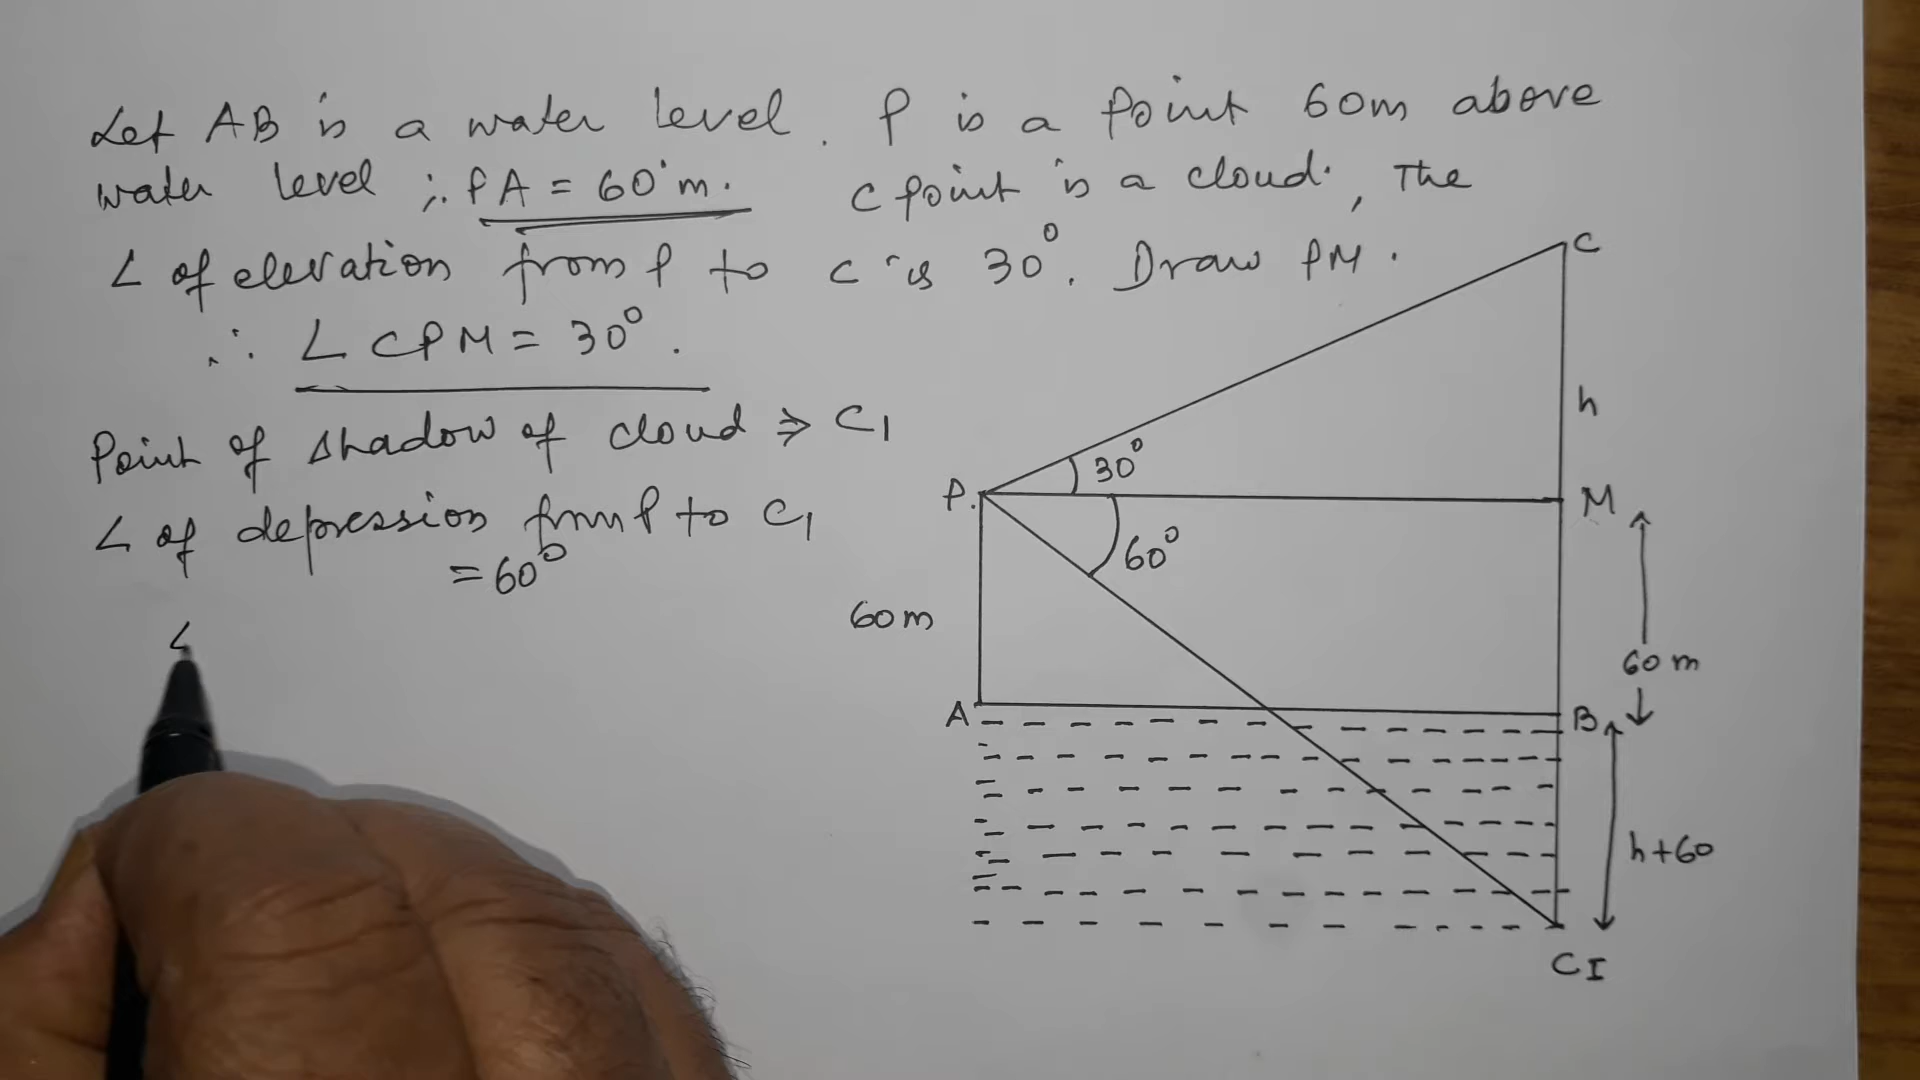 Let AB is a water level. P is a Point 60m above
water level ∴ PA = 60 m. C point is a cloud. , The
∠ of elevation from P to C is 30°. Draw PM.
∴ ∠CPM = 30°.
Point of shadow of cloud ⇒ C1
∠ of depression from P to C1
= 60°
∠
C
h
30°
P.
M
60°
60m
60 m
A
B
h+60
CI